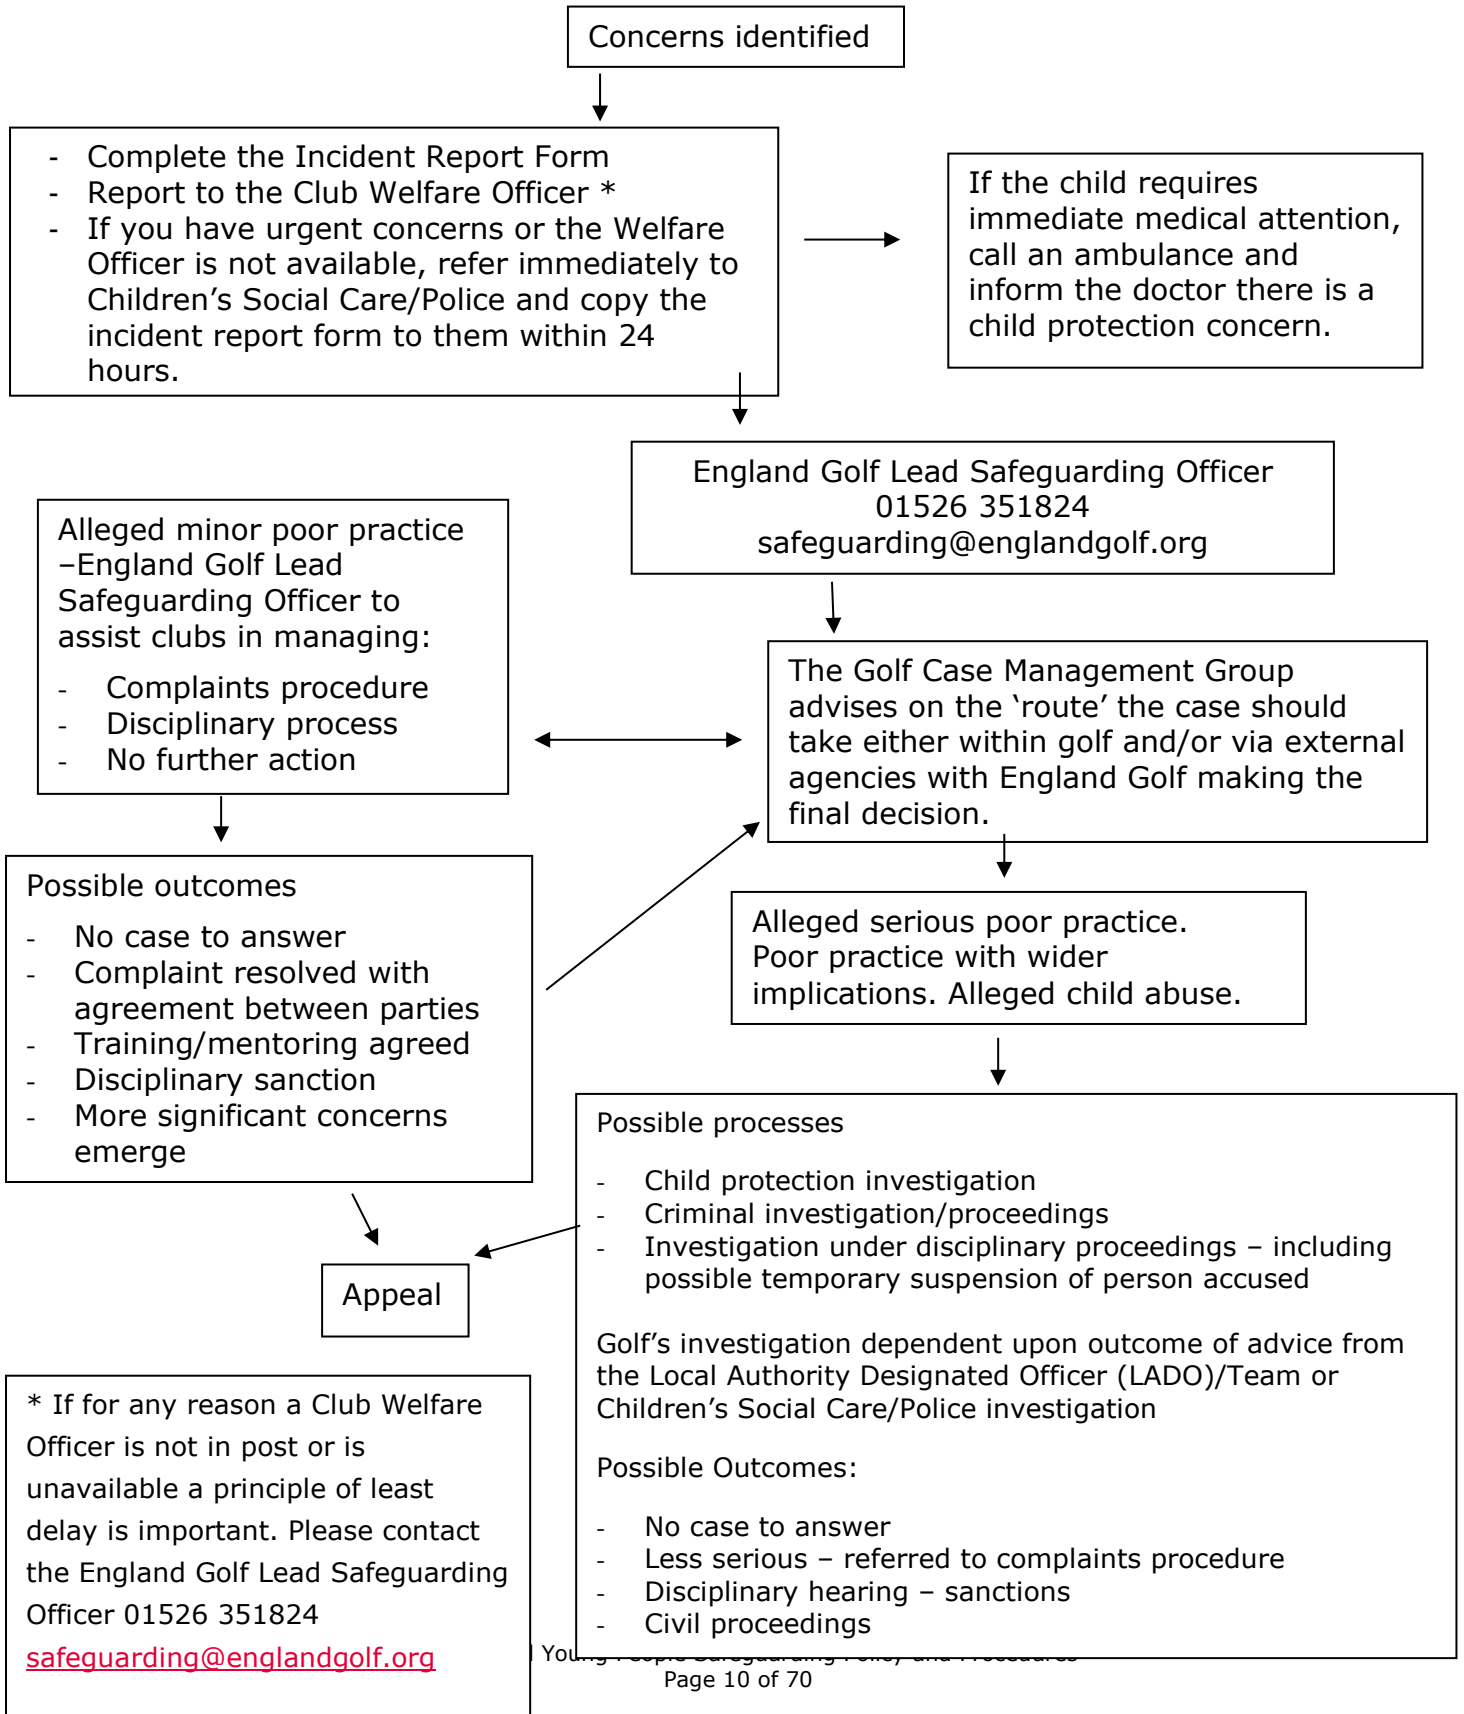 Concerns identified
- Complete the Incident Report Form
- Report to the Club Welfare Officer *
- If you have urgent concerns or the Welfare
Officer is not available, refer immediately to
Children’s Social Care/Police and copy the
incident report form to them within 24
hours.
If the child requires
immediate medical attention,
call an ambulance and
inform the doctor there is a
child protection concern.
England Golf Lead Safeguarding Officer
01526 351824
safeguarding@englandgolf.org
Alleged minor poor practice
–England Golf Lead
Safeguarding Officer to
assist clubs in managing:
- Complaints procedure
- Disciplinary process
- No further action
The Golf Case Management Group
advises on the ‘route’ the case should
take either within golf and/or via external
agencies with England Golf making the
final decision.
Possible outcomes
- No case to answer
- Complaint resolved with
agreement between parties
- Training/mentoring agreed
- Disciplinary sanction
- More significant concerns
emerge
Alleged serious poor practice.
Poor practice with wider
implications. Alleged child abuse.
Possible processes
- Child protection investigation
- Criminal investigation/proceedings
- Investigation under disciplinary proceedings – including
possible temporary suspension of person accused
Golf’s investigation dependent upon outcome of advice from
the Local Authority Designated Officer (LADO)/Team or
Children’s Social Care/Police investigation
Possible Outcomes:
- No case to answer
- Less serious – referred to complaints procedure
- Disciplinary hearing – sanctions
- Civil proceedings
Appeal
* If for any reason a Club Welfare
Officer is not in post or is
unavailable a principle of least
delay is important. Please contact
the England Golf Lead Safeguarding
Officer 01526 351824
safeguarding@englandgolf.org
Young People Safeguarding Policy and Procedures
Page 10 of 70